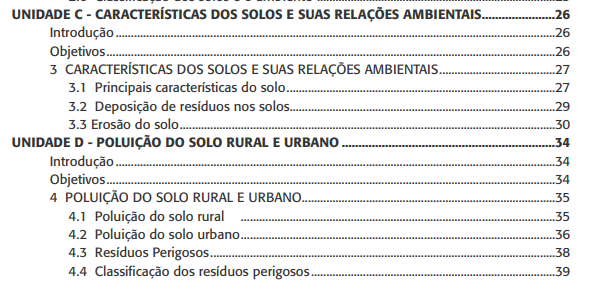 UNIDADE C - CARACTERÍSTICAS DOS SOLOS E SUAS RELAÇÕES AMBIENTAIS....................26
Introdução....................26
Objetivos....................26
3 CARACTERÍSTICAS DOS SOLOS E SUAS RELAÇÕES AMBIENTAIS....................27
3.1 Principais características do solo....................27
3.2 Deposição de resíduos nos solos....................29
3.3 Erosão do solo....................30
UNIDADE D - POLUIÇÃO DO SOLO RURAL E URBANO ....................34
Introdução ....................34
Objetivos....................34
4 POLUIÇÃO DO SOLO RURAL E URBANO....................35
4.1 Poluição do solo rural ....................35
4.2 Poluição do solo urbano....................36
4.3 Resíduos Perigosos....................38
4.4 Classificação dos resíduos perigosos....................39